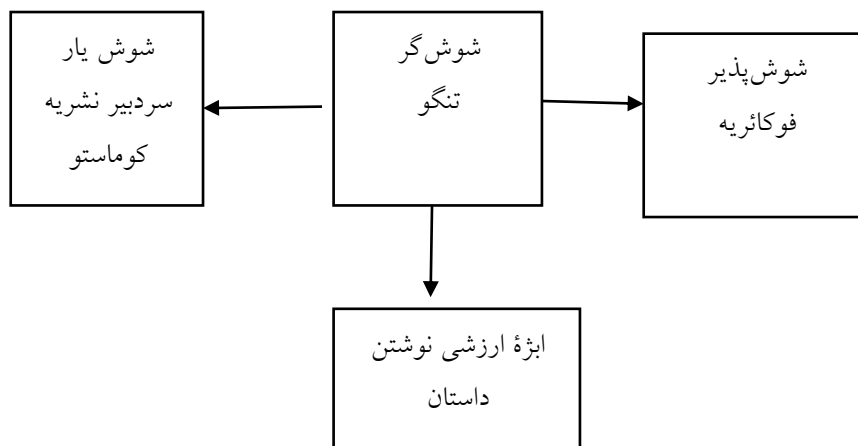 شوش‌پذیر
فوکائریه
شوش‌گر
تنگو
شوش یار
سردبیر نشریه
کوماستو
ابژهٔ ارزشی نوشتن
داستان